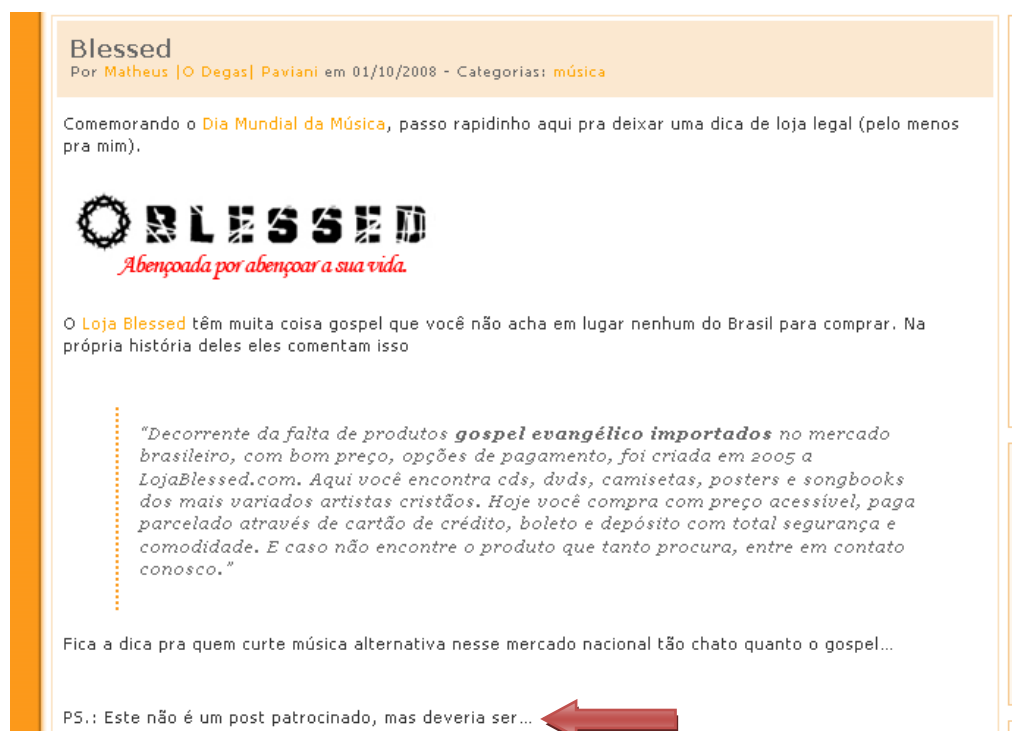 Blessed
Por Matheus |O Degas| Paviani em 01/10/2008 - Categorias: música
Comemorando o Dia Mundial da Música, passo rapidinho aqui pra deixar uma dica de loja legal (pelo menos
pra mim).
BLESSED
Abençoada por abençoar a sua vida.
O Loja Blessed têm muita coisa gospel que você não acha em lugar nenhum do Brasil para comprar. Na
própria história deles eles comentam isso
“Decorrente da falta de produtos gospel evangélico importados no mercado
brasileiro, com bom preço, opções de pagamento, foi criada em 2005 a
LojaBlessed.com. Aqui você encontra cds, dvds, camisetas, posters e songbooks
dos mais variados artistas cristãos. Hoje você compra com preço acessível, paga
parcelado através de cartão de crédito, boleto e depósito com total segurança e
comodidade. E caso não encontre o produto que tanto procura, entre em contato
conosco.”
Fica a dica pra quem curte música alternativa nesse mercado nacional tão chato quanto o gospel…
PS.: Este não é um post patrocinado, mas deveria ser…